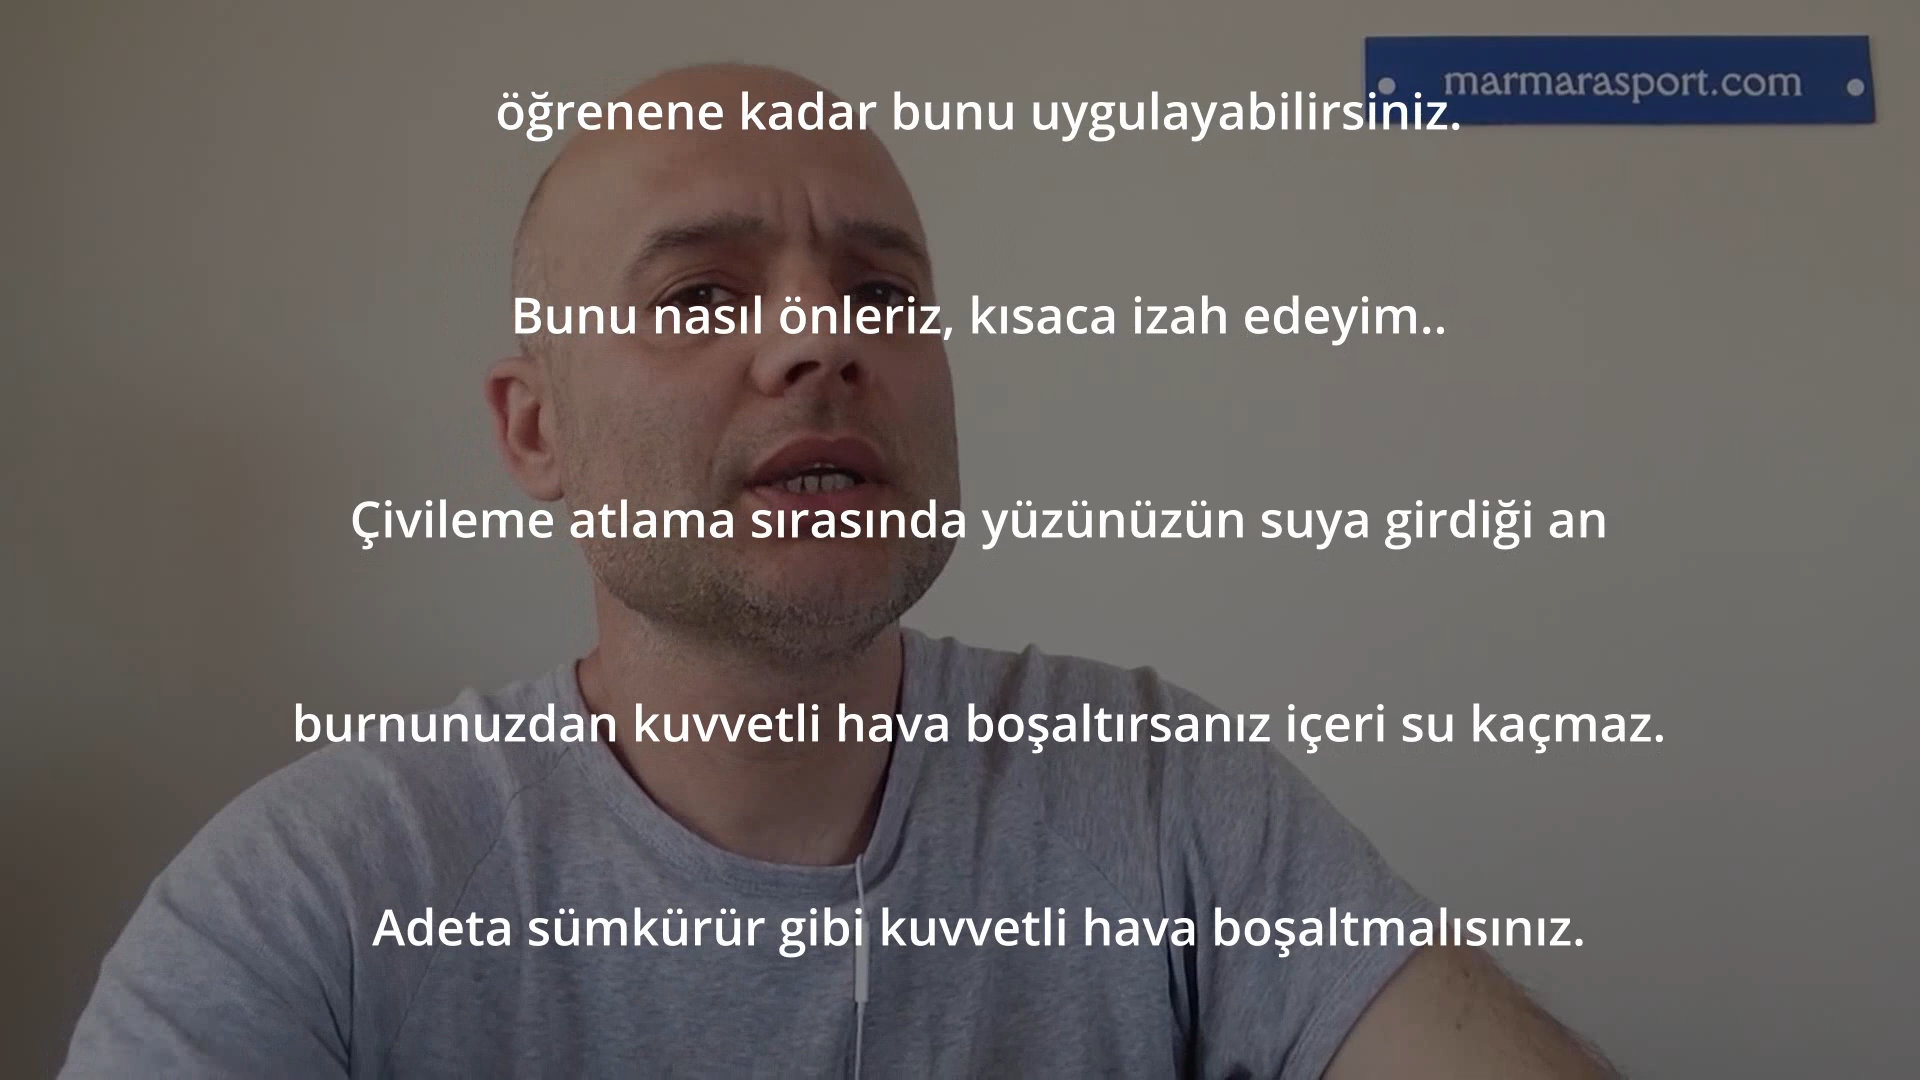 marmarasport.com
öğrenene kadar bunu uygulayabilirsiniz.
Bunu nasıl önleriz, kısaca izah edeyim..
Çivileme atlama sırasında yüzünüzün suya girdiği an
burnunuzdan kuvvetli hava boşaltırsanız içeri su kaçmaz.
Adeta sümkürür gibi kuvvetli hava boşaltmalısınız.